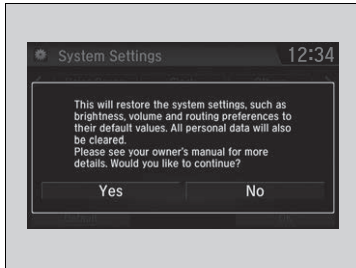 System Settings
12:34
This will restore the system settings, such as
brightness, volume and routing preferences to
their default values. All personal data will also
be cleared.
Please see your owner's manual for more
details. Would you like to continue?
Yes
No